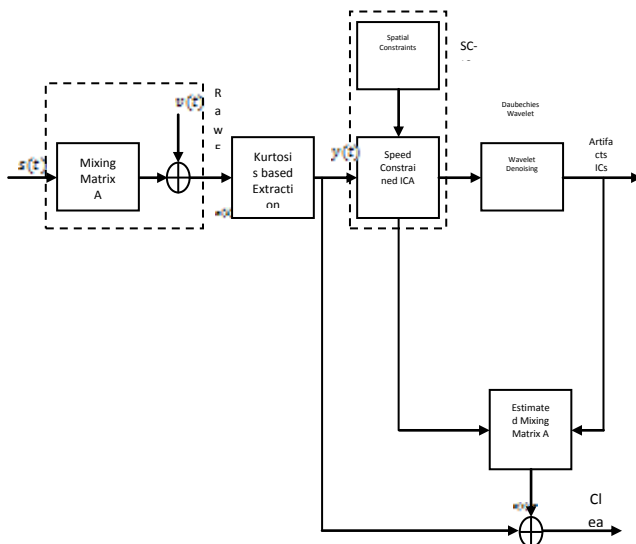 Spatial
Constraints
SC-
R
a
w
v(t)
s(t)
Mixing
Matrix
A
Kurtosi
s based
Extracti
on
y(t)
Speed
Constrai
ned ICA
Daubechies
Wavelet
Wavelet
Denoising
Artifa
cts
ICs
Estimate
d Mixing
Matrix A
Cl
ea